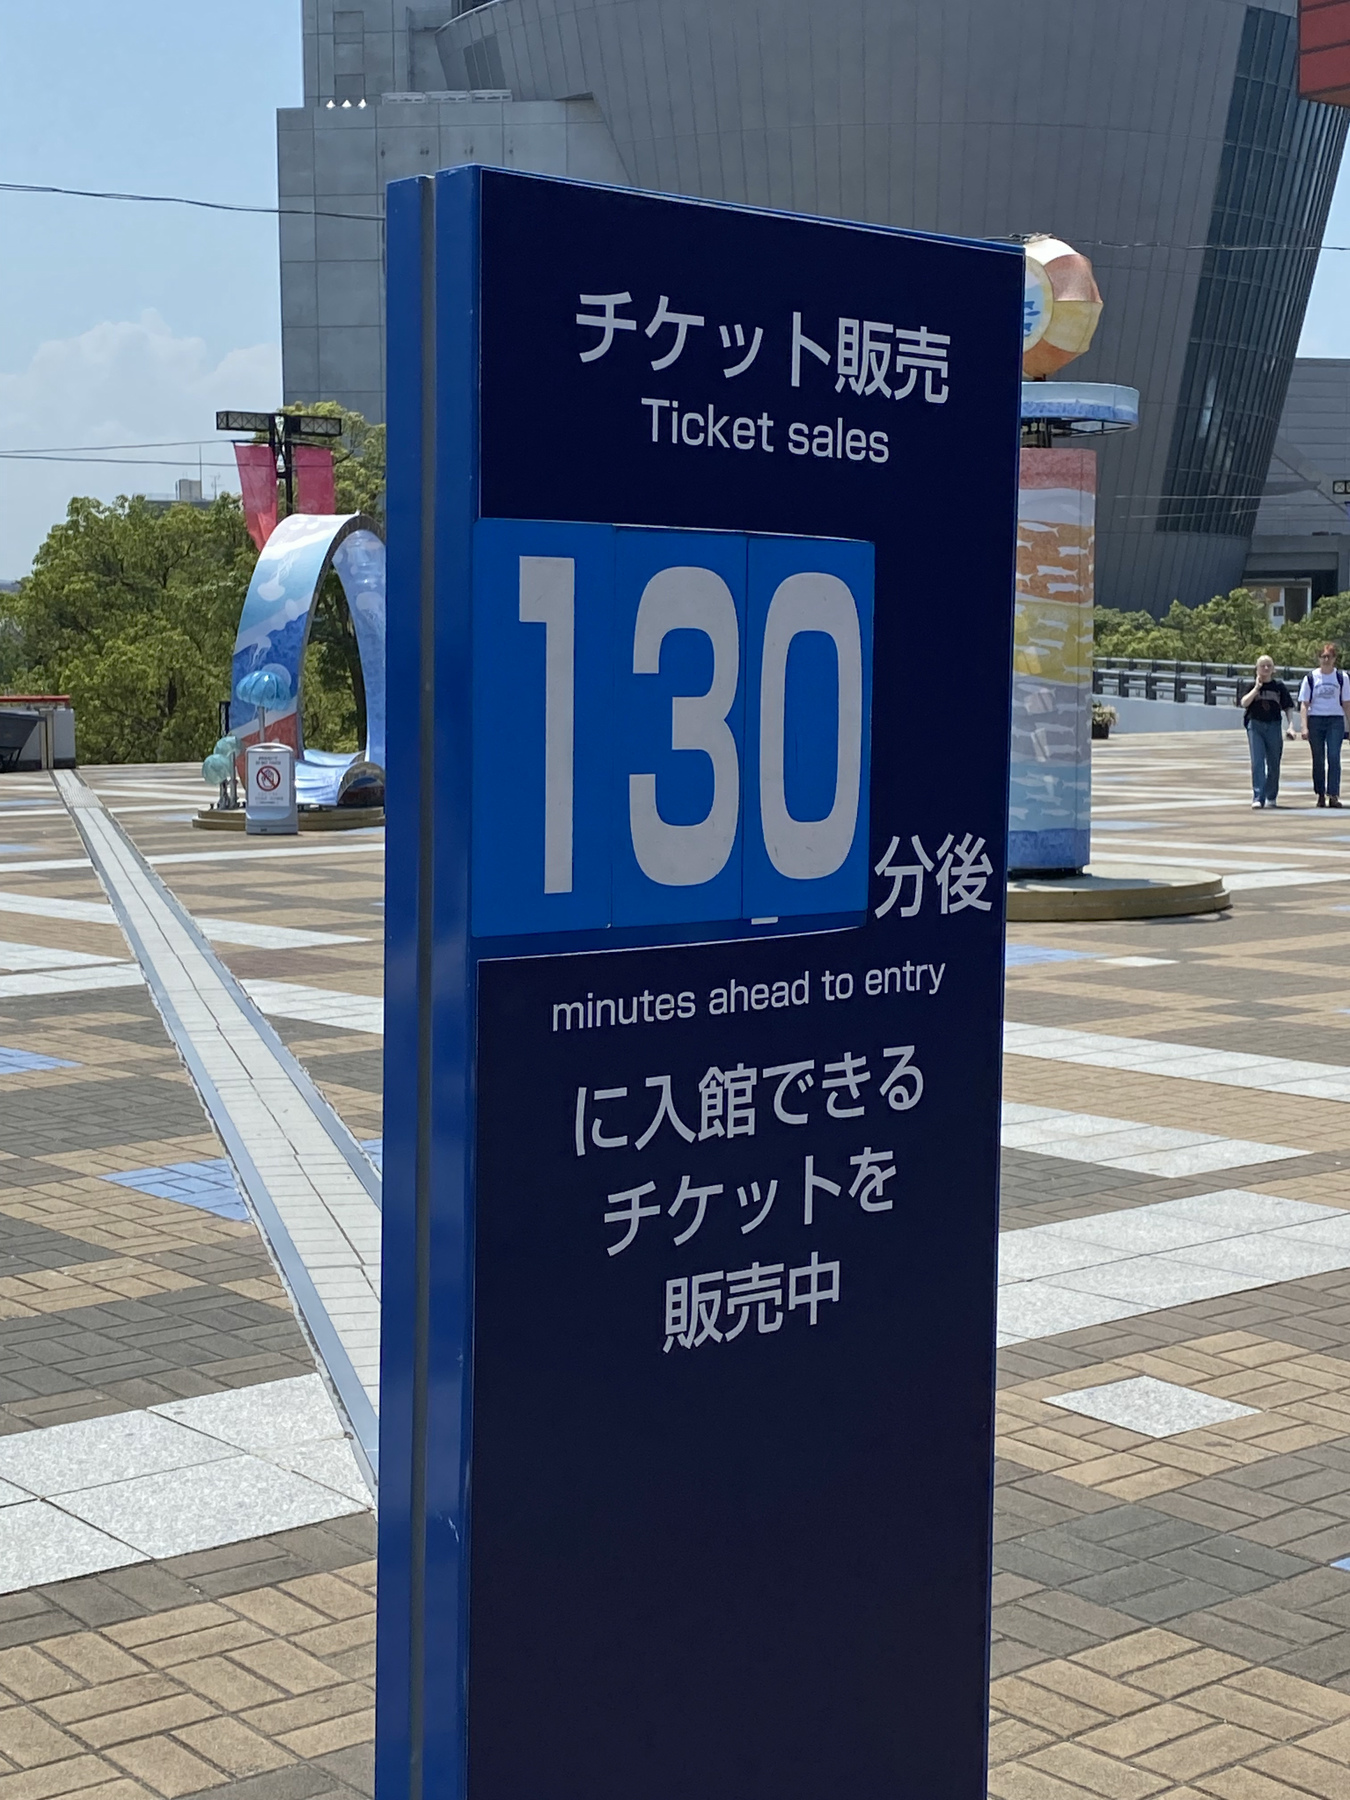 チケット販売
Ticket sales
130
分後
minutes ahead to entry
に入館できる
チケットを
販売中